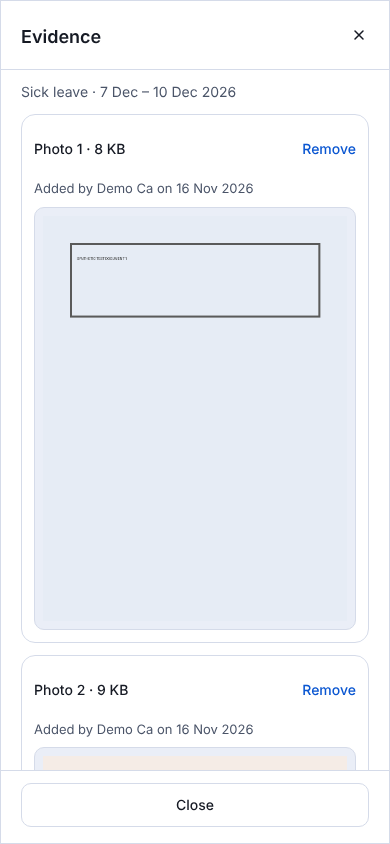 Evidence
Sick leave · 7 Dec – 10 Dec 2026
Photo 1 · 8 KB
Remove
Added by Demo Ca on 16 Nov 2026
Photo 2 · 9 KB
Remove
Added by Demo Ca on 16 Nov 2026
Close